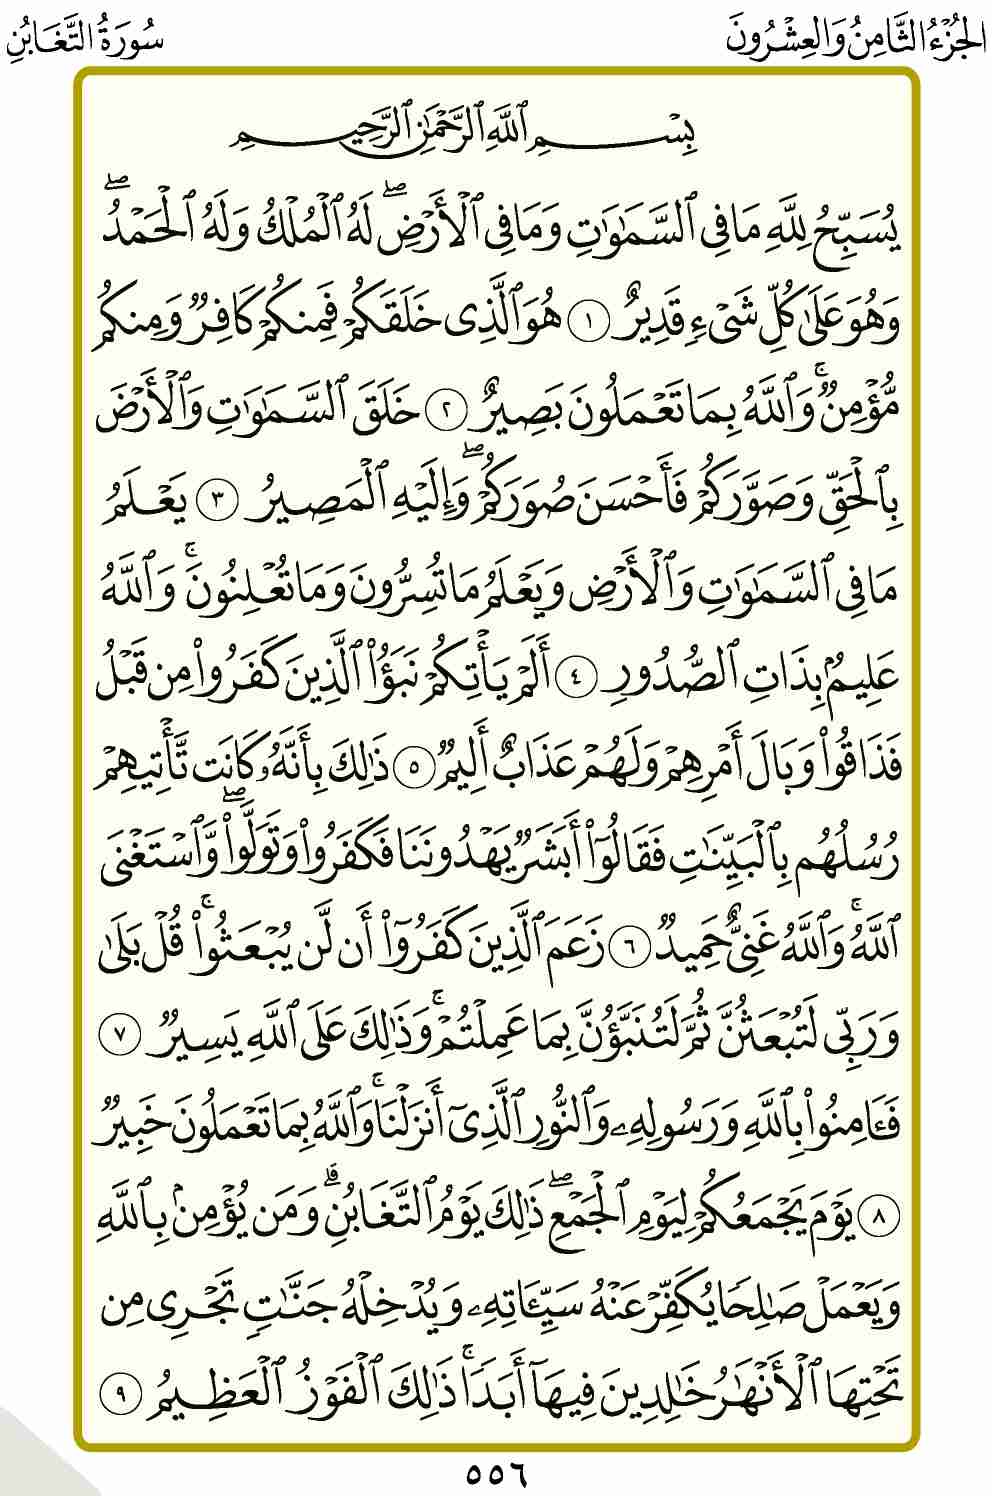 الجُزْءُ الثَّامِنُ وَالعِشْرُونَ
سُورَةُ التَّغَابُنِ
بِسْمِ ٱللَّهِ ٱلرَّحْمَٰنِ ٱلرَّحِيمِ
يُسَبِّحُ لِلَّهِ مَا فِى ٱلسَّمَٰوَٰتِ وَمَا فِى ٱلْأَرْضِۖ لَهُ ٱلْمُلْكُ وَلَهُ ٱلْحَمْدُۖ
وَهُوَ عَلَىٰ كُلِّ شَىْءٍ قَدِيرٌ ١ هُوَ ٱلَّذِى خَلَقَكُمْ فَمِنكُمْ كَافِرٌ وَمِنكُم
مُّؤْمِنٌۚ وَٱللَّهُ بِمَا تَعْمَلُونَ بَصِيرٌ ٢ خَلَقَ ٱلسَّمَٰوَٰتِ وَٱلْأَرْضَ
بِٱلْحَقِّ وَصَوَّرَكُمْ فَأَحْسَنَ صُوَرَكُمْۖ وَإِلَيْهِ ٱلْمَصِيرُ ٣ يَعْلَمُ
مَا فِى ٱلسَّمَٰوَٰتِ وَٱلْأَرْضِ وَيَعْلَمُ مَا تُسِرُّونَ وَمَا تُعْلِنُونَۚ وَٱللَّهُ
عَلِيمٌۢ بِذَاتِ ٱلصُّدُورِ ٤ أَلَمْ يَأْتِكُمْ نَبَؤُا۟ ٱلَّذِينَ كَفَرُوا۟ مِن قَبْلُ
فَذَاقُوا۟ وَبَالَ أَمْرِهِمْ وَلَهُمْ عَذَابٌ أَلِيمٌ ٥ ذَٰلِكَ بِأَنَّهُۥ كَانَت تَّأْتِيهِمْ
رُسُلُهُم بِٱلْبَيِّنَٰتِ فَقَالُوٓا۟ أَبَشَرٌ يَهْدُونَنَا فَكَفَرُوا۟ وَتَوَلَّوا۟ۖ وَّٱسْتَغْنَى
ٱللَّهُۚ وَٱللَّهُ غَنِىٌّ حَمِيدٌ ٦ زَعَمَ ٱلَّذِينَ كَفَرُوٓا۟ أَن لَّن يُبْعَثُوا۟ۚ قُلْ بَلَىٰ
وَرَبِّى لَتُبْعَثُنَّ ثُمَّ لَتُنَبَّؤُنَّ بِمَا عَمِلْتُمْۚ وَذَٰلِكَ عَلَى ٱللَّهِ يَسِيرٌ ٧
فَـَٔامِنُوا۟ بِٱللَّهِ وَرَسُولِهِۦ وَٱلنُّورِ ٱلَّذِىٓ أَنزَلْنَاۚ وَٱللَّهُ بِمَا تَعْمَلُونَ خَبِيرٌ
٨ يَوْمَ يَجْمَعُكُمْ لِيَوْمِ ٱلْجَمْعِۖ ذَٰلِكَ يَوْمُ ٱلتَّغَابُنِۗ وَمَن يُؤْمِنۢ بِٱللَّهِ
وَيَعْمَلْ صَٰلِحًا يُكَفِّرْ عَنْهُ سَيِّـَٔاتِهِۦ وَيُدْخِلْهُ جَنَّٰتٍ تَجْرِى مِن
تَحْتِهَا ٱلْأَنْهَٰرُ خَٰلِدِينَ فِيهَآ أَبَدًاۚ ذَٰلِكَ ٱلْفَوْزُ ٱلْعَظِيمُ ٩
٥٥٦